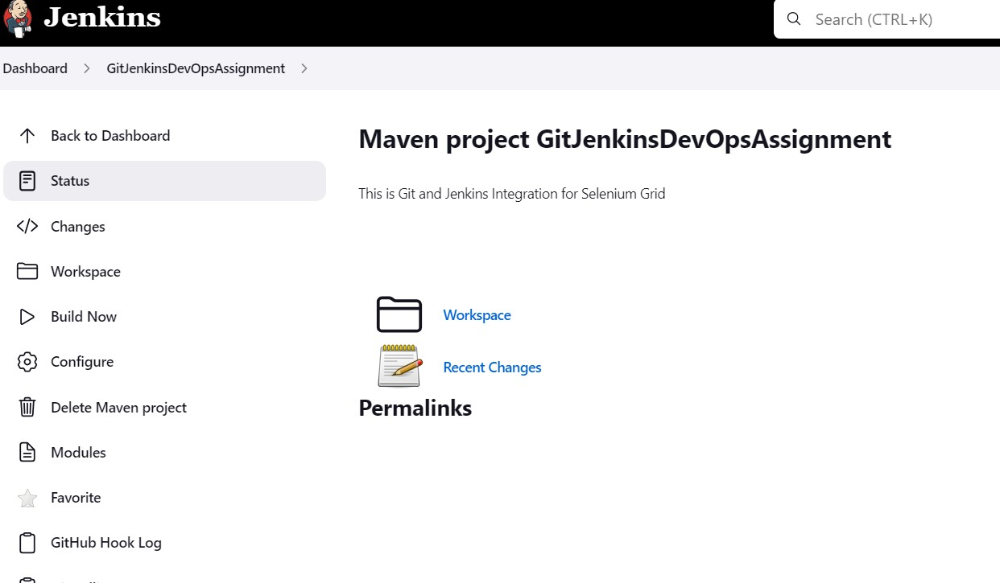 Jenkins
Search (CTRL+K)
Dashboard
GitJenkinsDevOpsAssignment
Back to Dashboard
Status
Changes
Workspace
Build Now
Configure
Delete Maven project
Modules
Favorite
GitHub Hook Log
Maven project GitJenkinsDevOpsAssignment
This is Git and Jenkins Integration for Selenium Grid
Workspace
Recent Changes
Permalinks